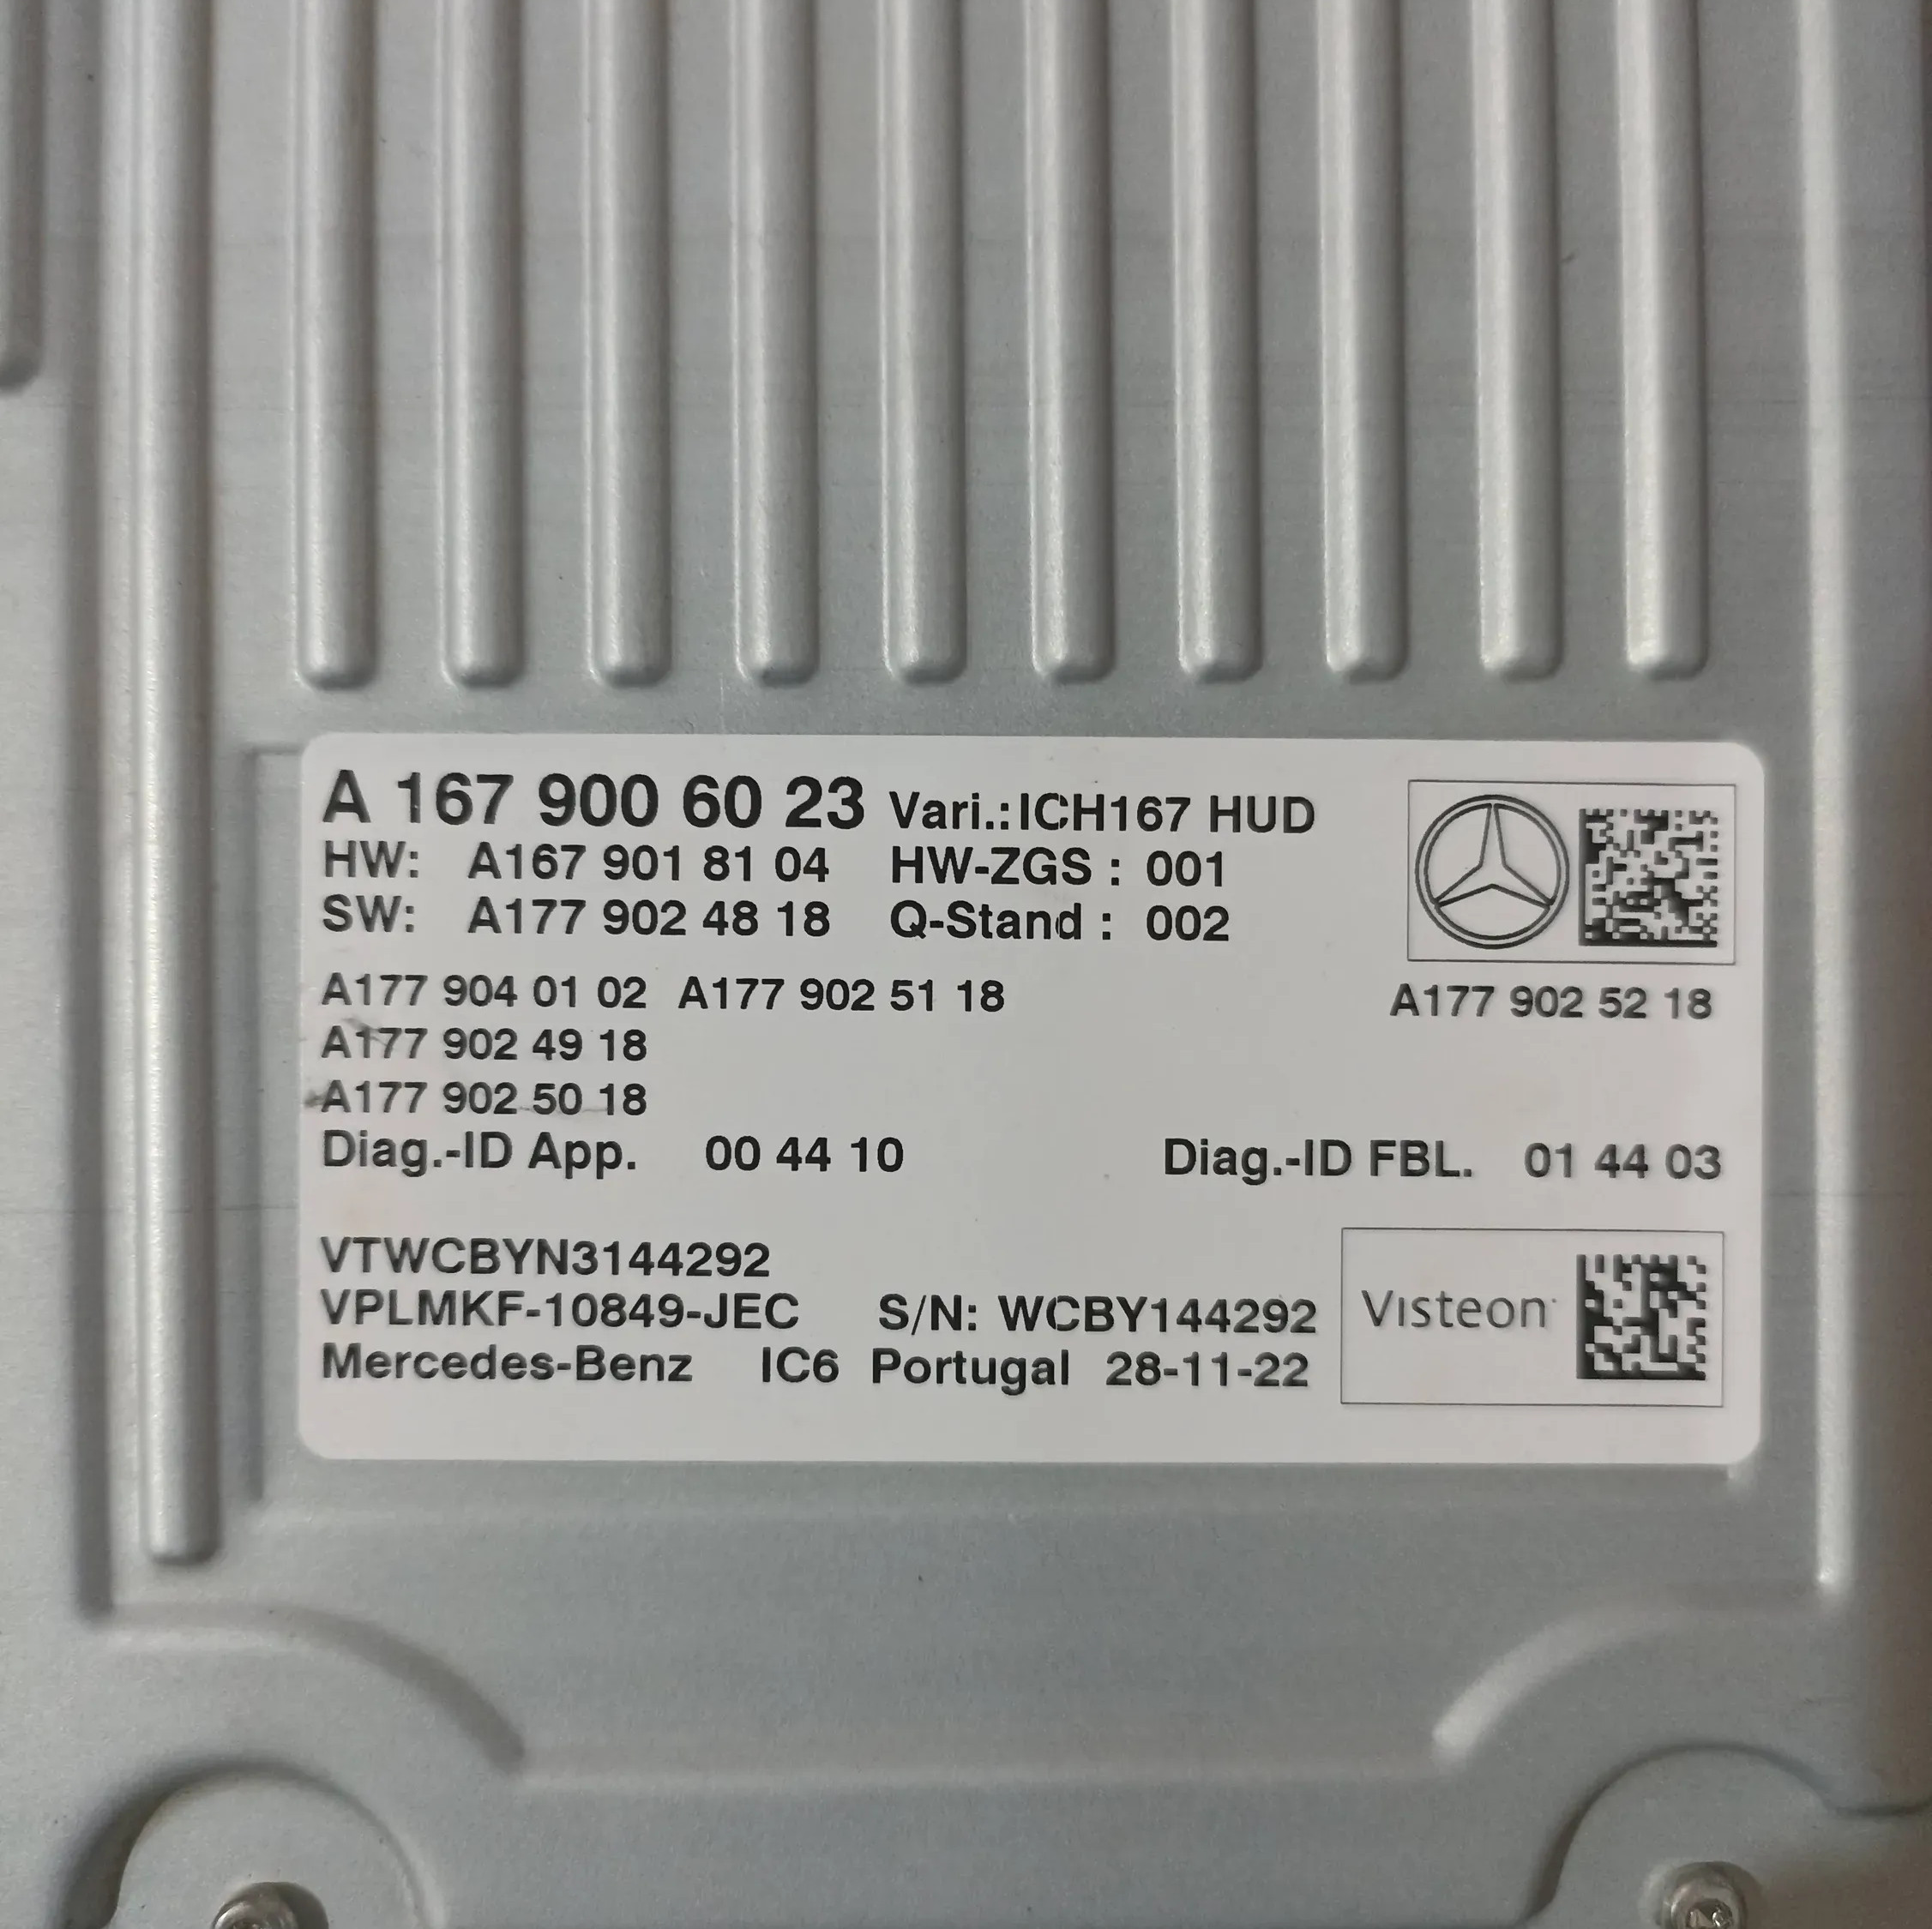 A 167 900 60 23 Vari.:ICH167 HUD
HW: A167 901 81 04 HW-ZGS : 001
SW: A177 902 48 18 Q-Stand : 002
A177 904 01 02 A177 902 51 18 A177 902 52 18
A177 902 49 18
A177 902 50 18
Diag.-ID App. 00 44 10 Diag.-ID FBL. 01 44 03
VTWCBYN3144292
VPLMKF-10849-JEC S/N: WCBY144292 Visteon
Mercedes-Benz IC6 Portugal 28-11-22